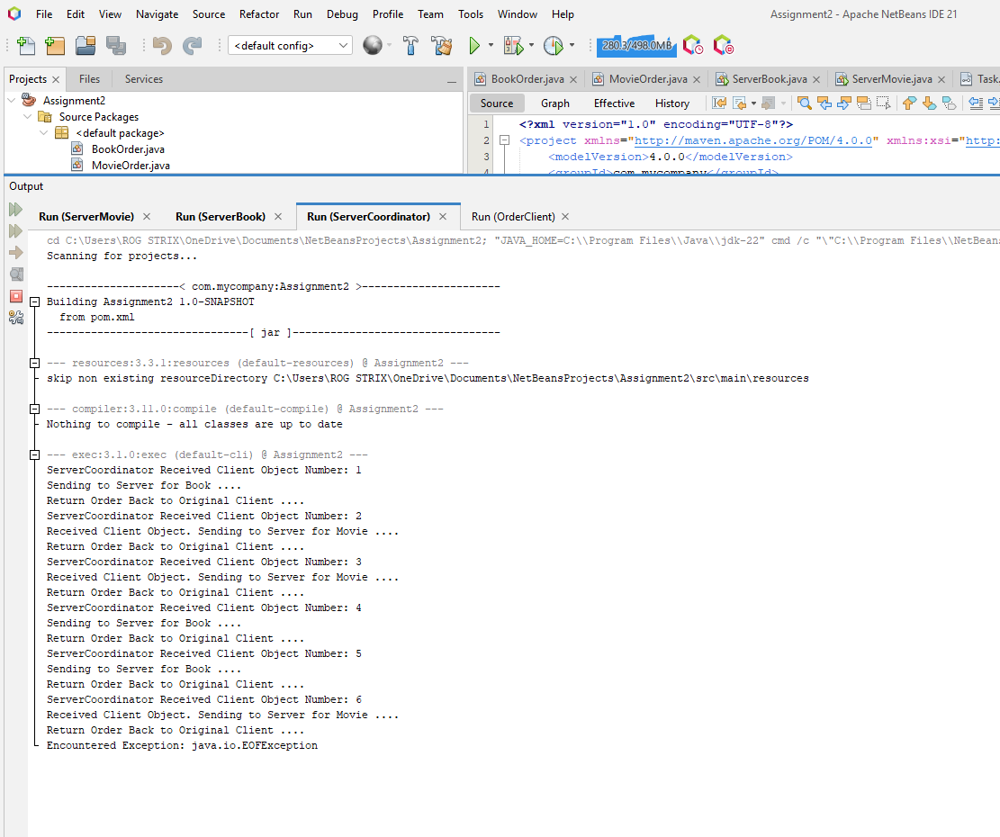 File Edit View Navigate Source Refactor Run Debug Profile Team Tools Window Help Assignment2 - Apache NetBeans IDE 21
<default config> 280.3/498.0MB
Projects Files Services BookOrder.java MovieOrder.java ServerBook.java ServerMovie.java Task.
Assignment2 Source Graph Effective History
Source Packages
<default package>
BookOrder.java
MovieOrder.java
1 <?xml version="1.0" encoding="UTF-8"?>
2 <project xmlns="http://maven.apache.org/POM/4.0.0" xmlns:xsi="http:
3 <modelVersion>4.0.0</modelVersion>
4 <groupId>com.mycompany</groupId>
Output
Run (ServerMovie) Run (ServerBook) Run (ServerCoordinator) Run (OrderClient)
cd C:\Users\ROG STRIX\OneDrive\Documents\NetBeansProjects\Assignment2; "JAVA_HOME=C:\\Program Files\\Java\\jdk-22" cmd /c "\"C:\\Program Files\\NetBeans
Scanning for projects...
---------------------< com.mycompany:Assignment2 >----------------------
Building Assignment2 1.0-SNAPSHOT
from pom.xml
--------------------------------[ jar ]---------------------------------
--- resources:3.3.1:resources (default-resources) @ Assignment2 ---
skip non existing resourceDirectory C:\Users\ROG STRIX\OneDrive\Documents\NetBeansProjects\Assignment2\src\main\resources
--- compiler:3.11.0:compile (default-compile) @ Assignment2 ---
Nothing to compile - all classes are up to date
--- exec:3.1.0:exec (default-cli) @ Assignment2 ---
ServerCoordinator Received Client Object Number: 1
Sending to Server for Book ....
Return Order Back to Original Client ....
ServerCoordinator Received Client Object Number: 2
Received Client Object. Sending to Server for Movie ....
Return Order Back to Original Client ....
ServerCoordinator Received Client Object Number: 3
Received Client Object. Sending to Server for Movie ....
Return Order Back to Original Client ....
ServerCoordinator Received Client Object Number: 4
Sending to Server for Book ....
Return Order Back to Original Client ....
ServerCoordinator Received Client Object Number: 5
Sending to Server for Book ....
Return Order Back to Original Client ....
ServerCoordinator Received Client Object Number: 6
Received Client Object. Sending to Server for Movie ....
Return Order Back to Original Client ....
Encountered Exception: java.io.EOFException